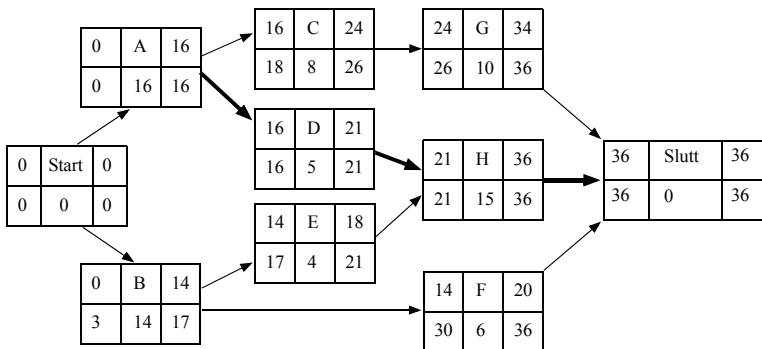 16 C 24
18 8 26
24 G 34
26 10 36
0 A 16
0 16 16
16 D 21
16 5 21
0 Start 0
0 0 0
21 H 36
21 15 36
36 Slutt 36
36 0 36
14 E 18
17 4 21
0 B 14
3 14 17
14 F 20
30 6 36